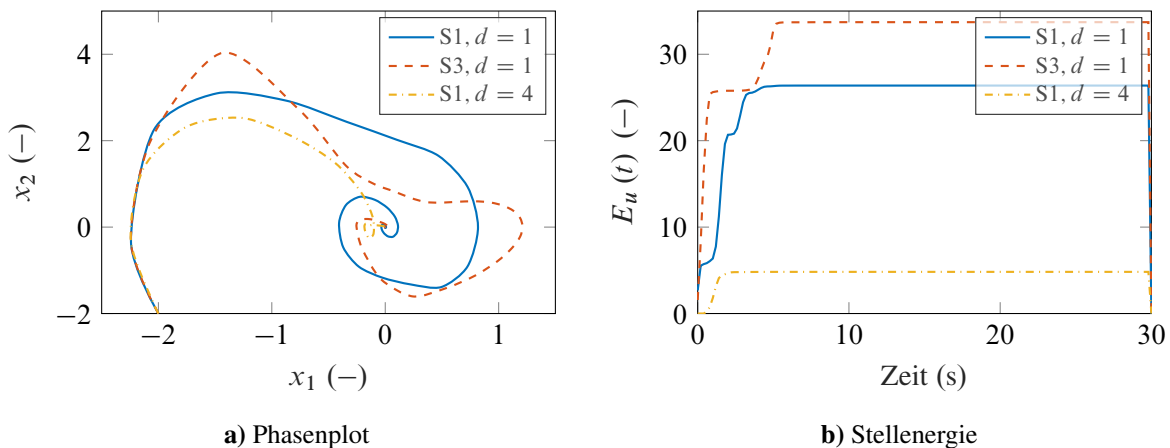 S1, d = 1
S3, d = 1
S1, d = 4
4
2
0
−2
x₂ (−)
−2
−1
0
1
x₁ (−)
a) Phasenplot
S1, d = 1
S3, d = 1
S1, d = 4
30
20
10
0
E_u (t) (−)
0
10
20
30
Zeit (s)
b) Stellenergie